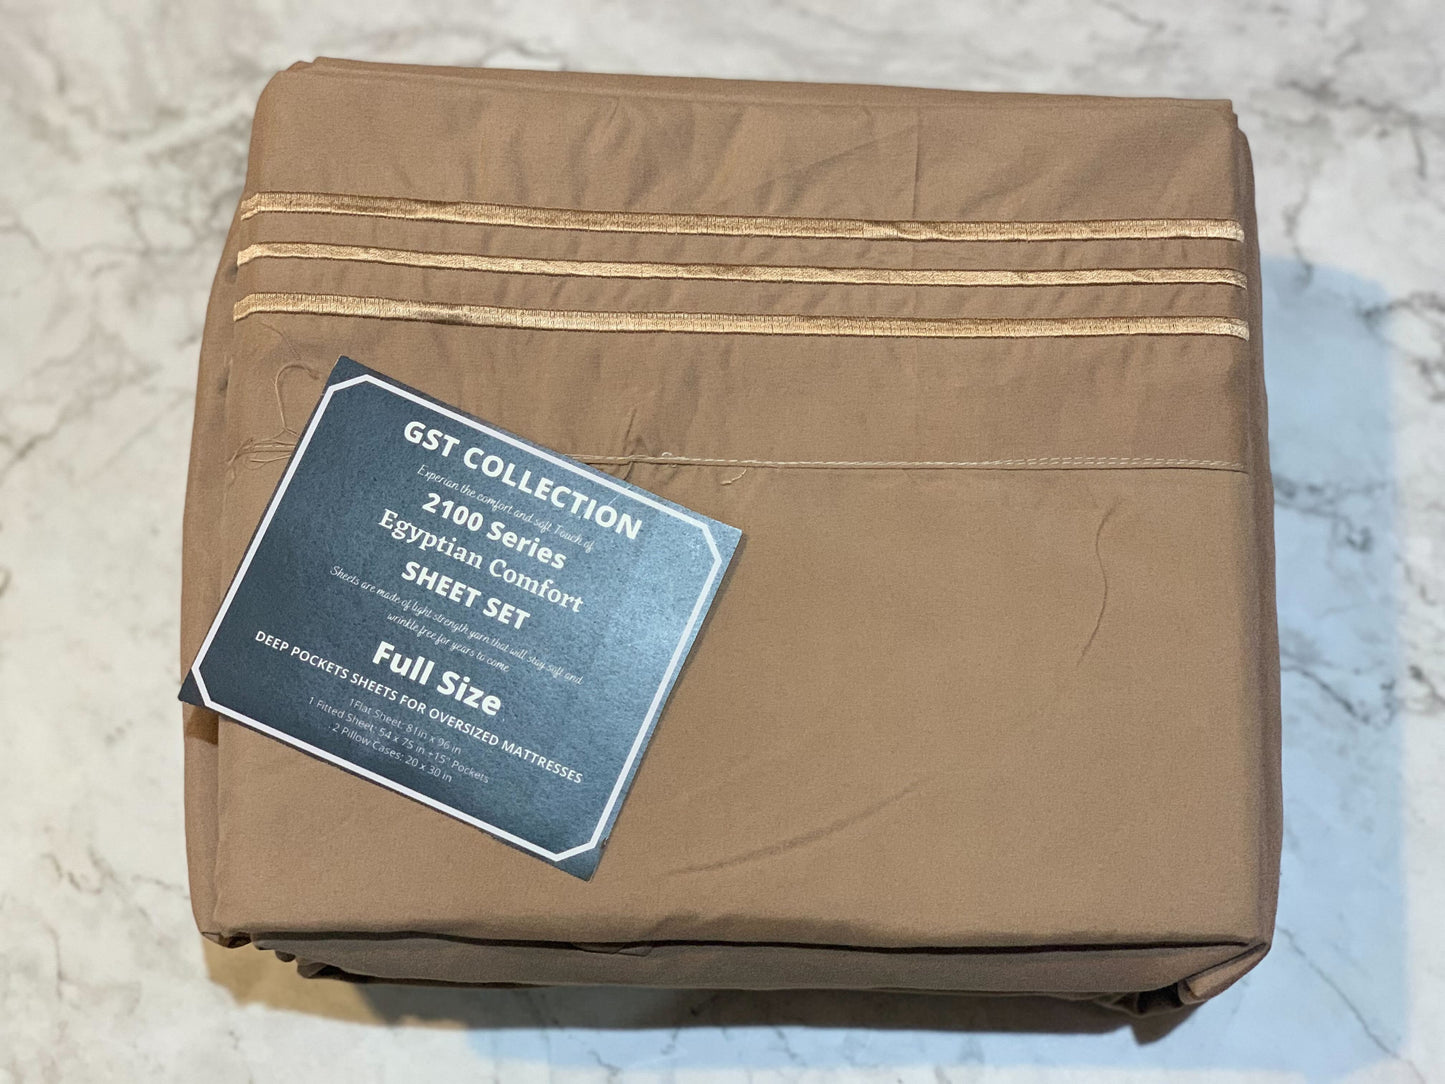 GST COLLECTION
Experian the comfort and soft Touch of
2100 Series
Egyptian Comfort
SHEET SET
Sheets are made of light strength yarn that will stay soft and
wrinkle free for years to come
Full Size
DEEP POCKETS SHEETS FOR OVERSIZED MATTRESSES
1Flat Sheet: 81in x 96 in
1 Fitted Sheet: 54 x 75 in +15" Pockets
2 Pillow Cases: 20 x 30 in